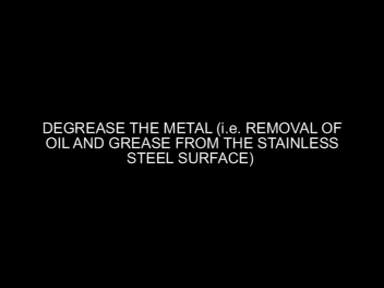 DEGREASE THE METAL (i.e. REMOVAL OF
OIL AND GREASE FROM THE STAINLESS
STEEL SURFACE)